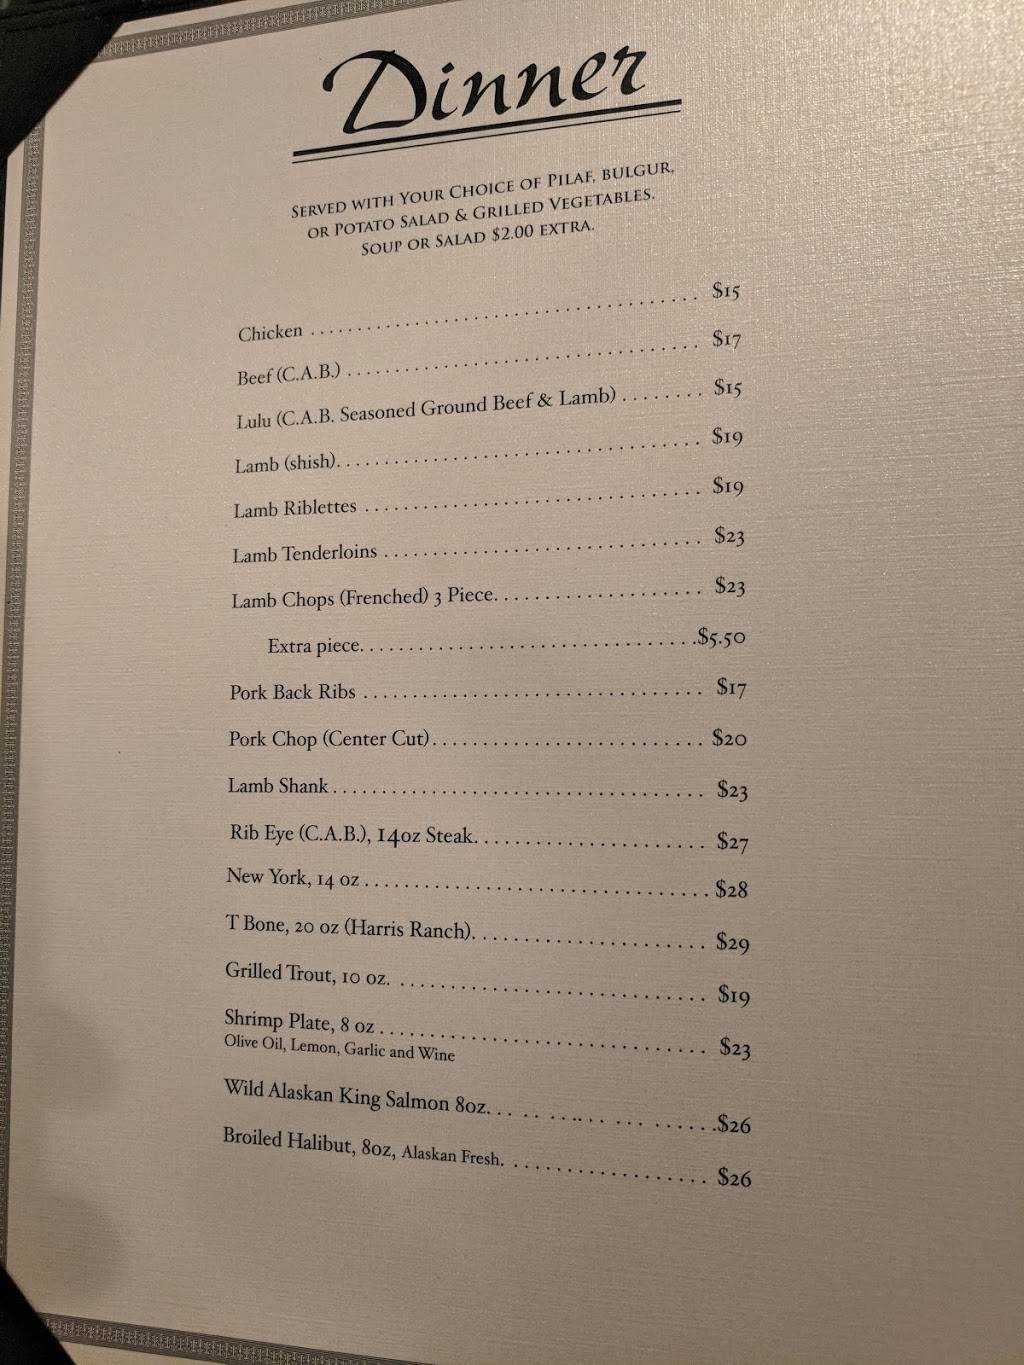 Dinner
Served with Your Choice of Pilaf, bulgur,
or Potato Salad & Grilled Vegetables.
Soup or Salad $2.00 extra.
Chicken . . . . . . . . . . . . . . . . . . . . $15
Beef (C.A.B.) . . . . . . . . . . . . . . . . . . . . $17
Lulu (C.A.B. Seasoned Ground Beef & Lamb) . . . . . . . . $15
Lamb (shish). . . . . . . . . . . . . . . . . . . . $19
Lamb Riblettes . . . . . . . . . . . . . . . . . . . . $19
Lamb Tenderloins . . . . . . . . . . . . . . . . . . . . $23
Lamb Chops (Frenched) 3 Piece. . . . . . . . . . . . . . . . . . . . $23
Extra piece. . . . . . . . . . . . . . . . . . . . $5.50
Pork Back Ribs . . . . . . . . . . . . . . . . . . . . $17
Pork Chop (Center Cut). . . . . . . . . . . . . . . . . . . . $20
Lamb Shank . . . . . . . . . . . . . . . . . . . . $23
Rib Eye (C.A.B.), 14oz Steak. . . . . . . . . . . . . . . . . . . . $27
New York, 14 oz . . . . . . . . . . . . . . . . . . . . $28
T Bone, 20 oz (Harris Ranch). . . . . . . . . . . . . . . . . . . . $29
Grilled Trout, 10 oz. . . . . . . . . . . . . . . . . . . . $19
Shrimp Plate, 8 oz . . . . . . . . . . . . . . . . . . . . $23
Olive Oil, Lemon, Garlic and Wine
Wild Alaskan King Salmon 8oz. . . . . . . . . . . . . . . . . . . . $26
Broiled Halibut, 8oz, Alaskan Fresh. . . . . . . . . . . . . . . . . . . . $26